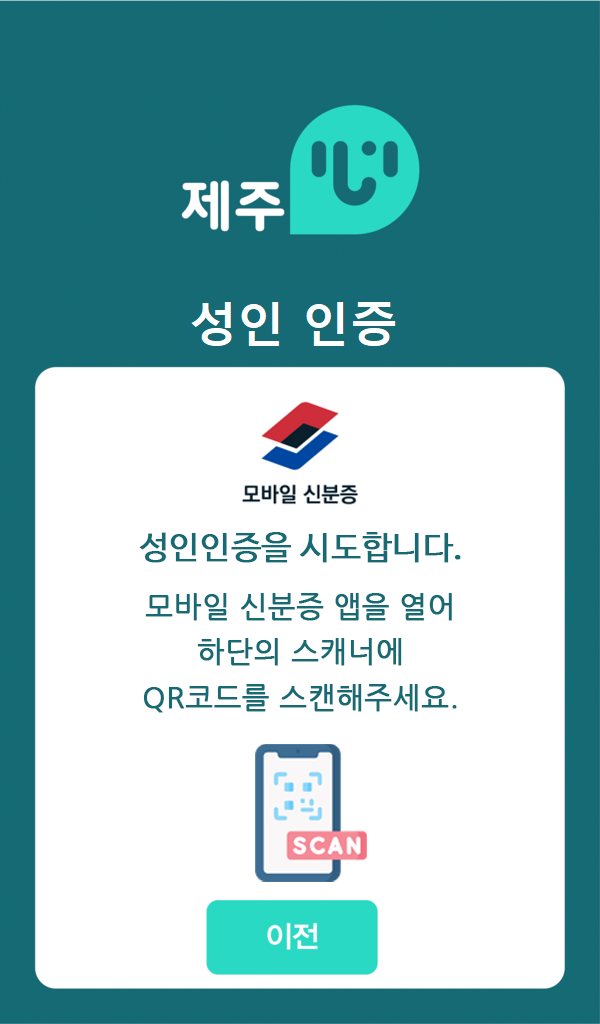 제주
성인 인증
모바일 신분증
성인인증을 시도합니다.
모바일 신분증 앱을 열어
하단의 스캐너에
QR코드를 스캔해주세요.
SCAN
이전